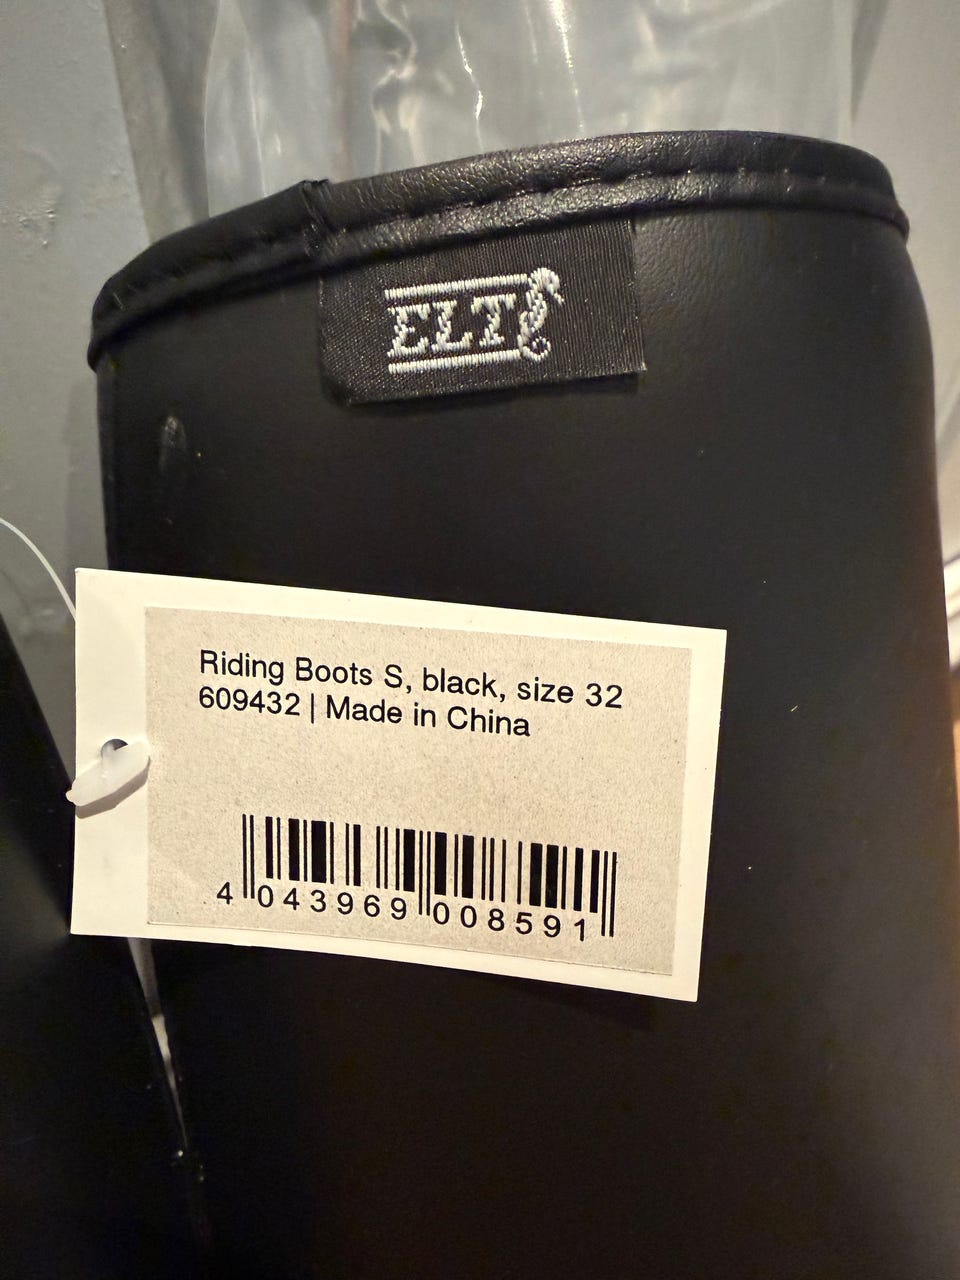 ELT
Riding Boots S, black, size 32
609432 | Made in China
4 043969 008591